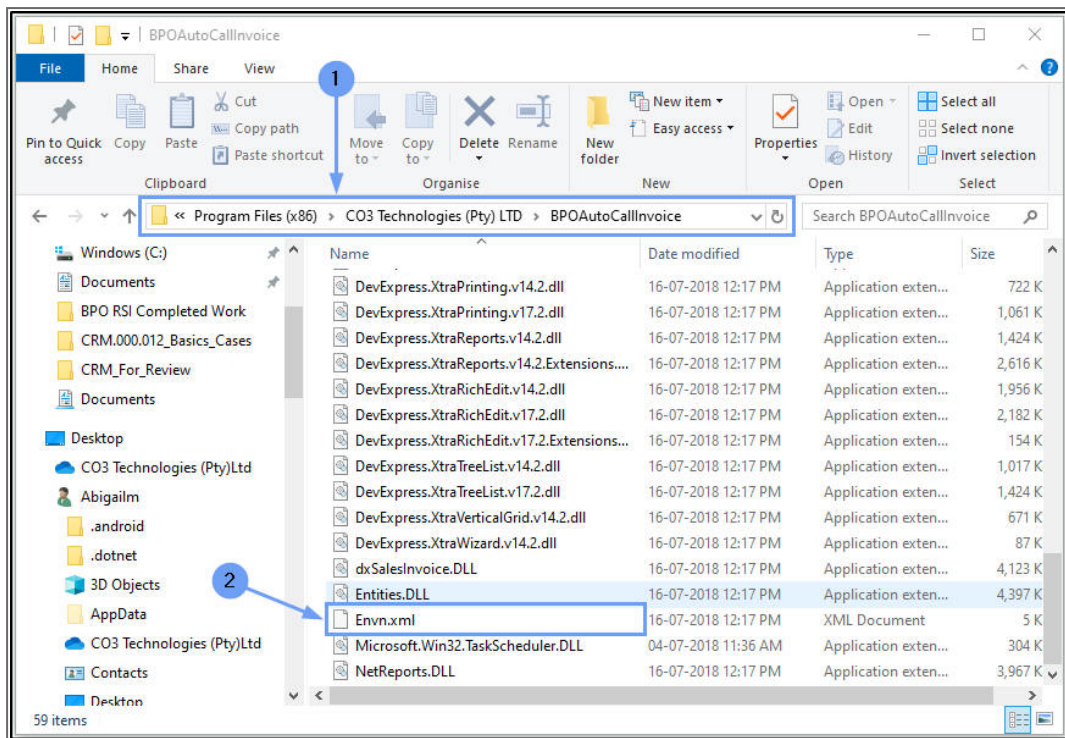 BPOAutoCallInvoice
File Home Share View
1
Pin to Quick access
Copy
Paste
Cut
Copy path
Paste shortcut
Move to
Copy to
Delete
Rename
New folder
New item
Easy access
Properties
Open
Edit
History
Select all
Select none
Invert selection
Clipboard Organise New Open Select
« Program Files (x86) > CO3 Technologies (Pty) LTD > BPOAutoCallInvoice
Search BPOAutoCallInvoice
Windows (C:)
Documents
BPO RSI Completed Work
CRM.000.012_Basics_Cases
CRM_For_Review
Documents
Desktop
CO3 Technologies (Pty)Ltd
Abigailm
.android
.dotnet
3D Objects
AppData
CO3 Technologies (Pty)Ltd
Contacts
Desktop
2
Name Date modified Type Size
DevExpress.XtraPrinting.v14.2.dll 16-07-2018 12:17 PM Application exten... 722 K
DevExpress.XtraPrinting.v17.2.dll 16-07-2018 12:17 PM Application exten... 1,061 K
DevExpress.XtraReports.v14.2.dll 16-07-2018 12:17 PM Application exten... 1,424 K
DevExpress.XtraReports.v14.2.Extensions.... 16-07-2018 12:17 PM Application exten... 2,616 K
DevExpress.XtraRichEdit.v14.2.dll 16-07-2018 12:17 PM Application exten... 1,956 K
DevExpress.XtraRichEdit.v17.2.dll 16-07-2018 12:17 PM Application exten... 2,182 K
DevExpress.XtraRichEdit.v17.2.Extensions... 16-07-2018 12:17 PM Application exten... 154 K
DevExpress.XtraTreeList.v14.2.dll 16-07-2018 12:17 PM Application exten... 1,017 K
DevExpress.XtraTreeList.v17.2.dll 16-07-2018 12:17 PM Application exten... 1,424 K
DevExpress.XtraVerticalGrid.v14.2.dll 16-07-2018 12:17 PM Application exten... 671 K
DevExpress.XtraWizard.v14.2.dll 16-07-2018 12:17 PM Application exten... 87 K
dxSalesInvoice.DLL 16-07-2018 12:17 PM Application exten... 4,123 K
Entities.DLL 16-07-2018 12:17 PM Application exten... 4,397 K
Envn.xml 16-07-2018 12:17 PM XML Document 5 K
Microsoft.Win32.TaskScheduler.DLL 04-07-2018 11:36 AM Application exten... 304 K
NetReports.DLL 16-07-2018 12:17 PM Application exten... 3,967 K
59 items